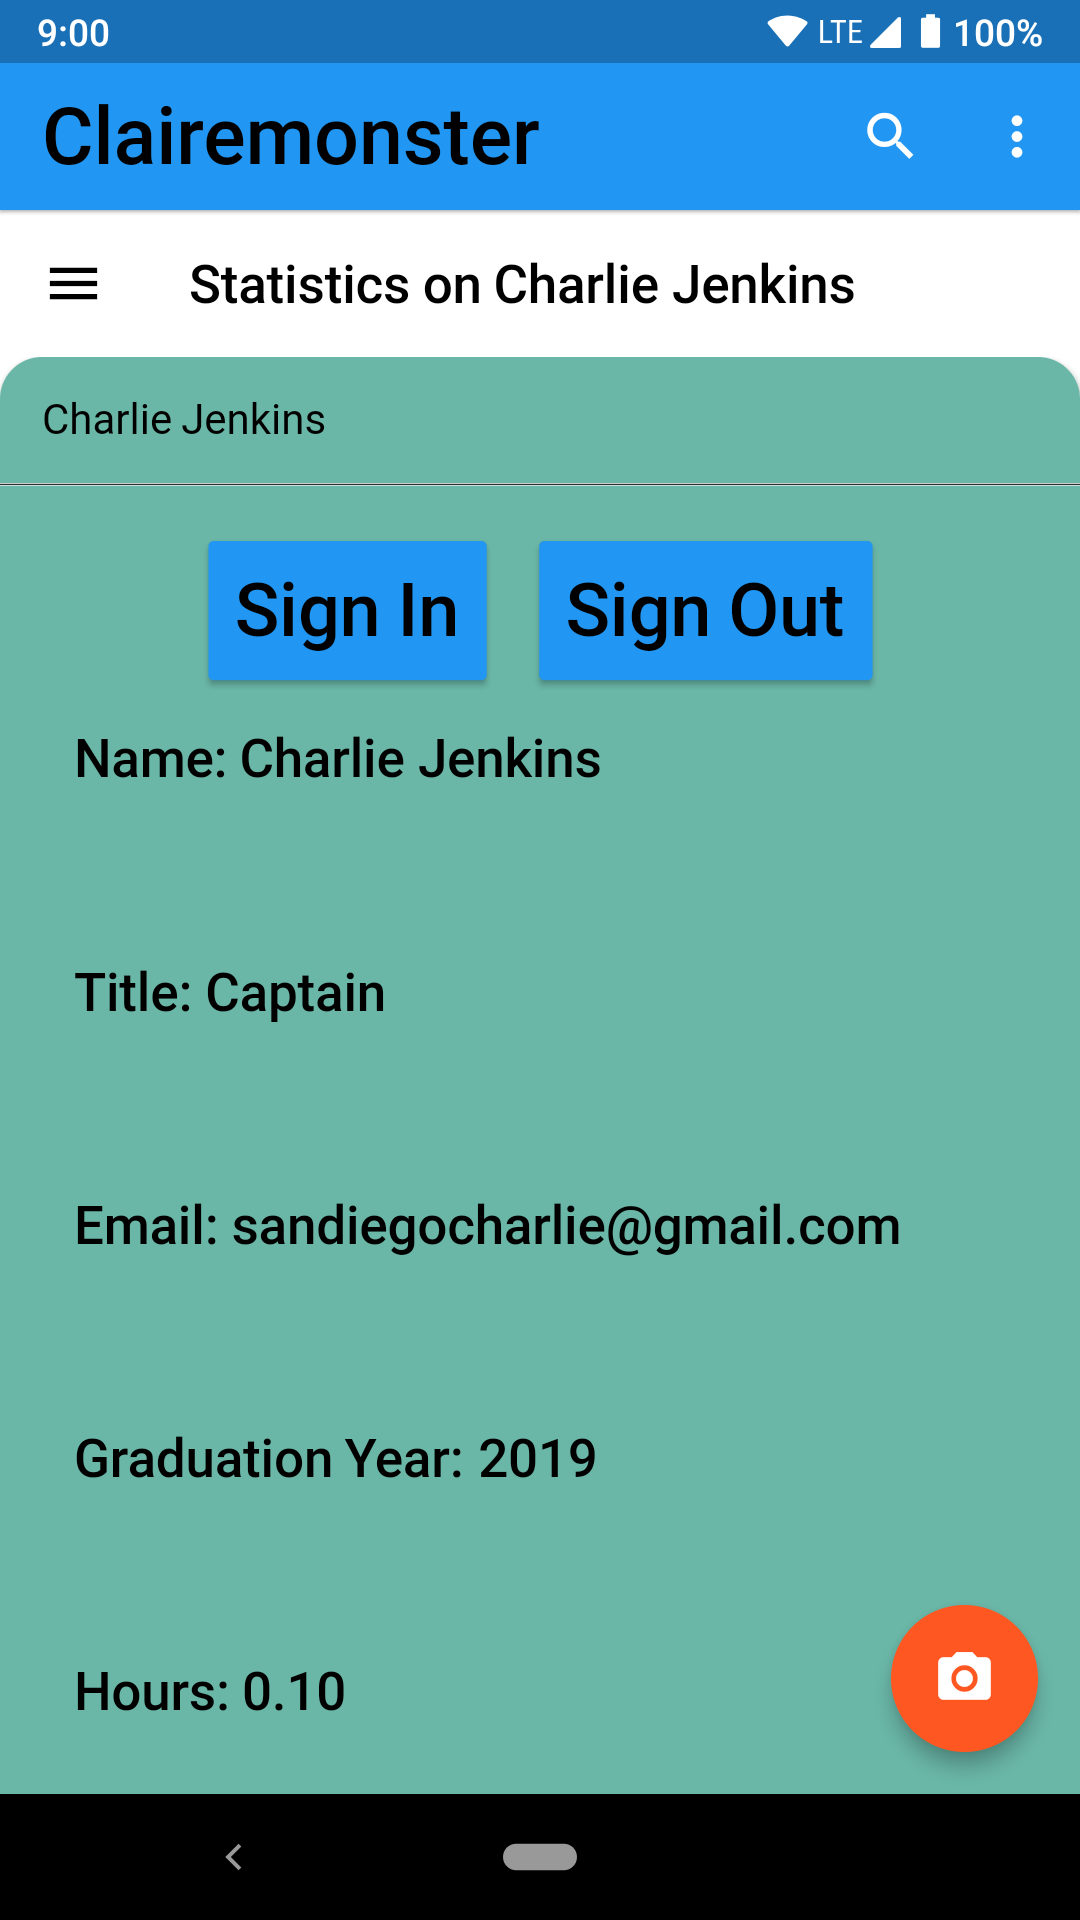 9:00 LTE 100%
Clairemonster
Statistics on Charlie Jenkins
Charlie Jenkins
Sign In Sign Out
Name: Charlie Jenkins
Title: Captain
Email: sandiegocharlie@gmail.com
Graduation Year: 2019
Hours: 0.10